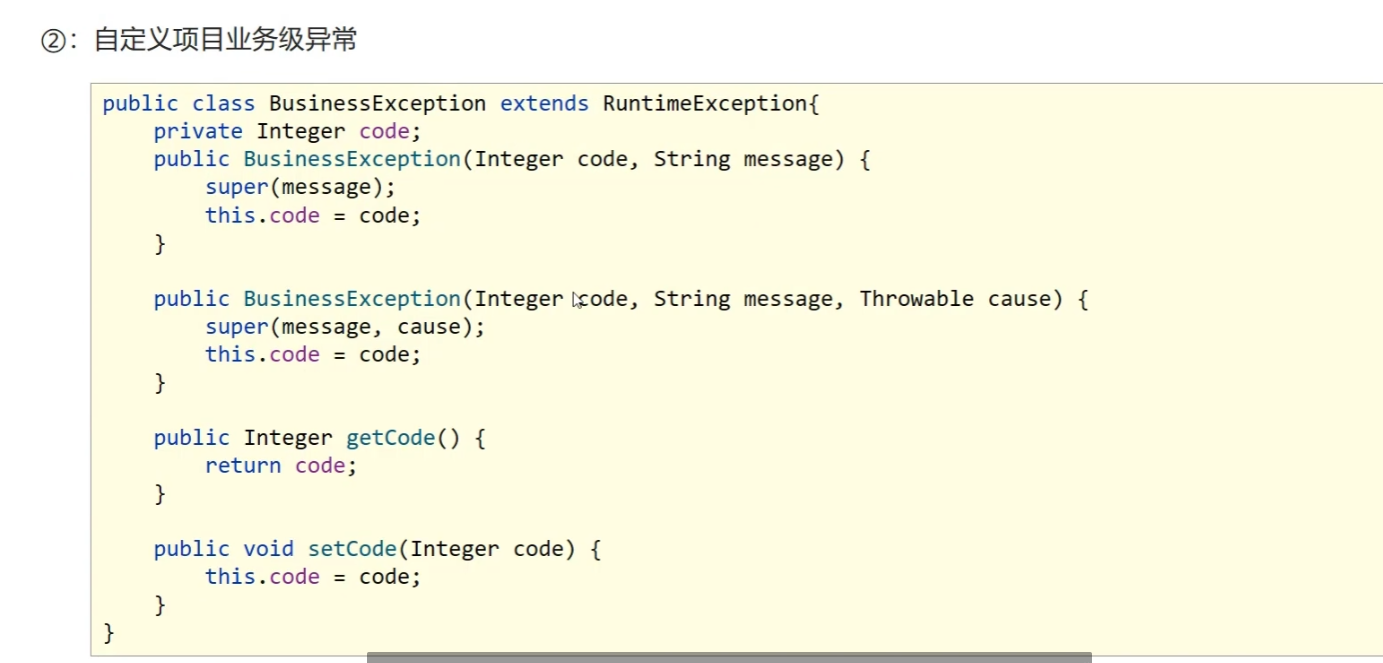 ②：自定义项目业务级异常
public class BusinessException extends RuntimeException{
    private Integer code;
    public BusinessException(Integer code, String message) {
        super(message);
        this.code = code;
    }
    public BusinessException(Integer code, String message, Throwable cause) {
        super(message, cause);
        this.code = code;
    }
    public Integer getCode() {
        return code;
    }
    public void setCode(Integer code) {
        this.code = code;
    }
}